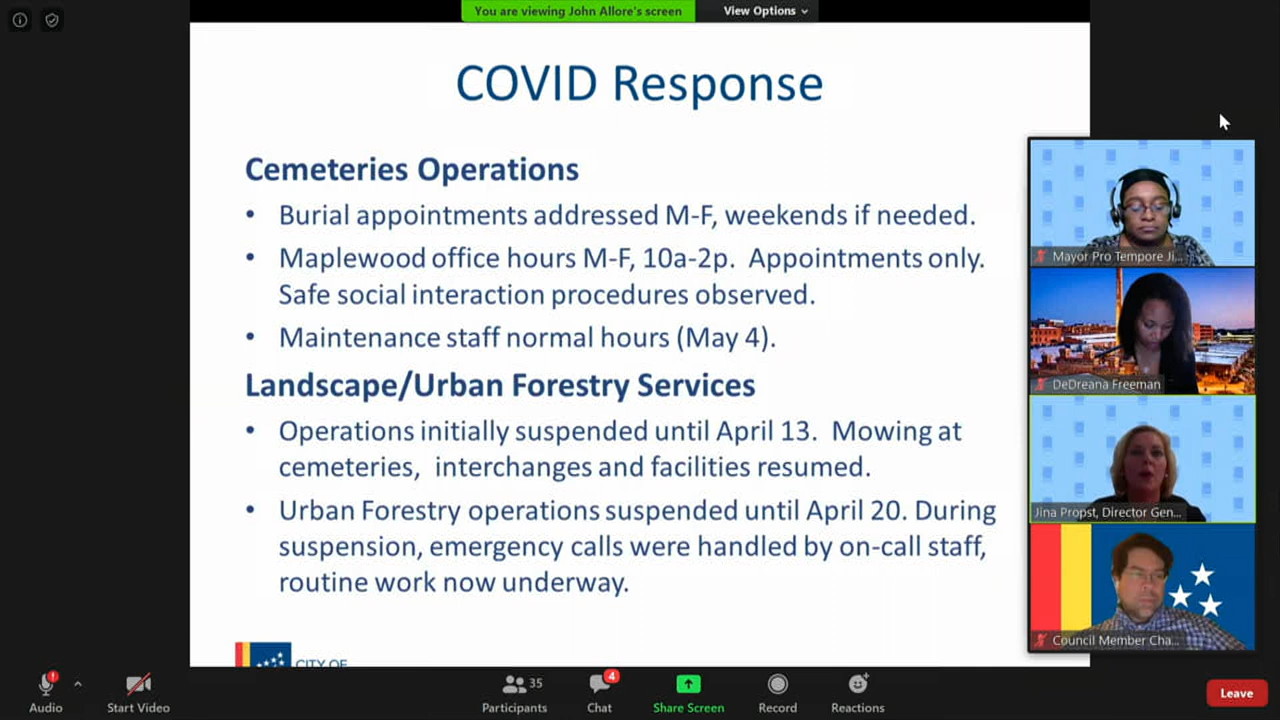 You are viewing John Allore's screen
View Options
COVID Response
Cemeteries Operations
• Burial appointments addressed M-F, weekends if needed.
• Maplewood office hours M-F, 10a-2p. Appointments only.
Safe social interaction procedures observed.
• Maintenance staff normal hours (May 4).
Landscape/Urban Forestry Services
• Operations initially suspended until April 13. Mowing at
cemeteries, interchanges and facilities resumed.
• Urban Forestry operations suspended until April 20. During
suspension, emergency calls were handled by on-call staff,
routine work now underway.
CITY OF
Mayor Pro Tempore Ji...
DeDreana Freeman
Jina Propst, Director Gen...
Council Member Cha...
Audio
Start Video
35
Participants
4
Chat
Share Screen
Record
Reactions
Leave